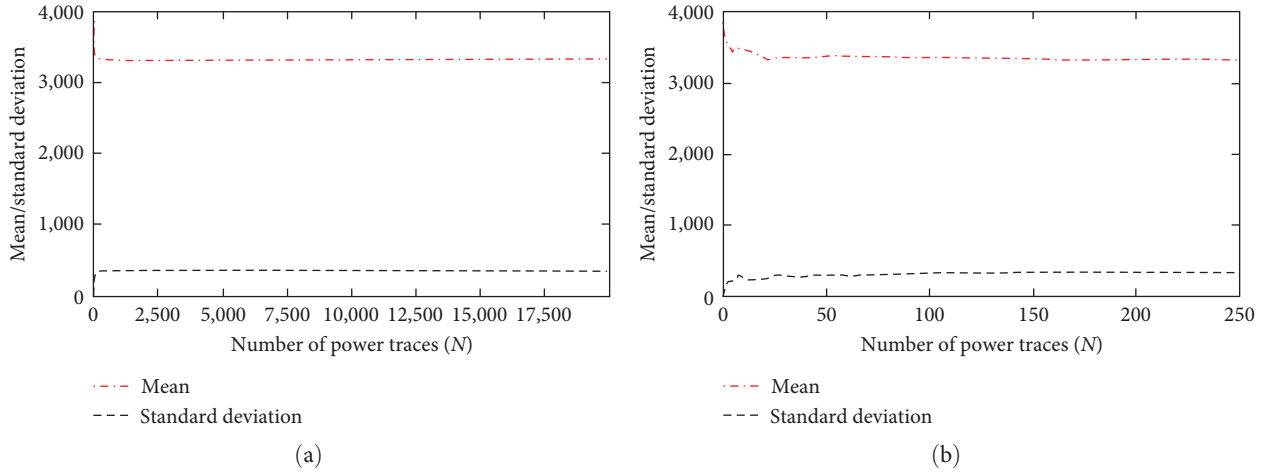 4,000
3,000
2,000
1,000
0
Mean/standard deviation
0 2,500 5,000 7,500 10,000 12,500 15,000 17,500
Number of power traces (N)
Mean
Standard deviation
(a)
4,000
3,000
2,000
1,000
0
Mean/standard deviation
0 50 100 150 200 250
Number of power traces (N)
Mean
Standard deviation
(b)